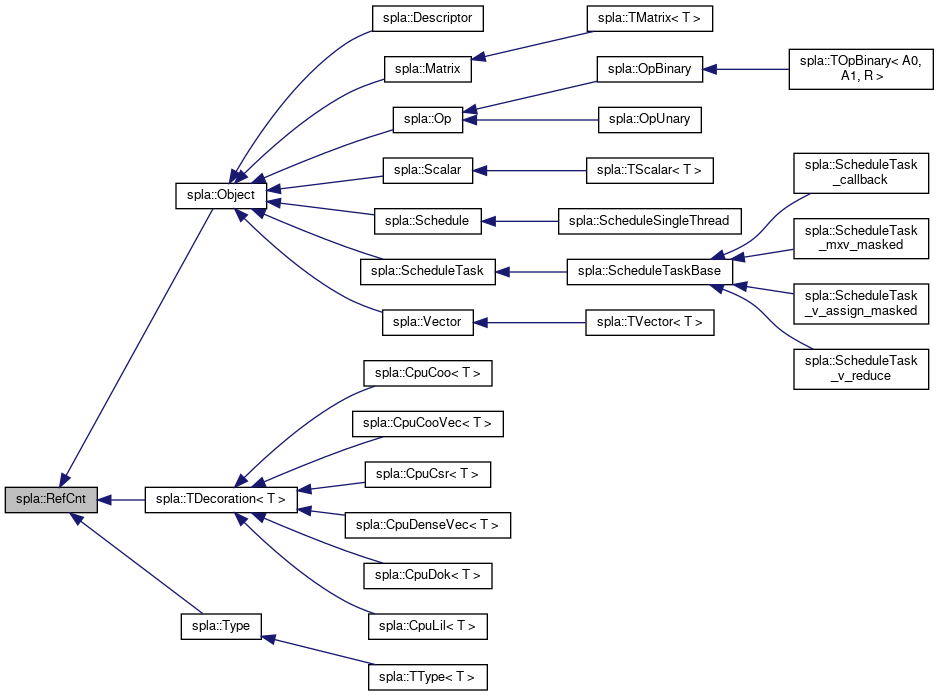 spla::Descriptor
spla::TMatrix< T >
spla::Matrix
spla::OpBinary
spla::TOpBinary< A0,
A1, R >
spla::Op
spla::OpUnary
spla::Scalar
spla::TScalar< T >
spla::ScheduleTask
_callback
spla::Object
spla::Schedule
spla::ScheduleSingleThread
spla::ScheduleTask
_mxv_masked
spla::ScheduleTask
spla::ScheduleTaskBase
spla::ScheduleTask
_v_assign_masked
spla::Vector
spla::TVector< T >
spla::ScheduleTask
_v_reduce
spla::CpuCoo< T >
spla::CpuCooVec< T >
spla::CpuCsr< T >
spla::RefCnt
spla::TDecoration< T >
spla::CpuDenseVec< T >
spla::CpuDok< T >
spla::Type
spla::CpuLil< T >
spla::TType< T >